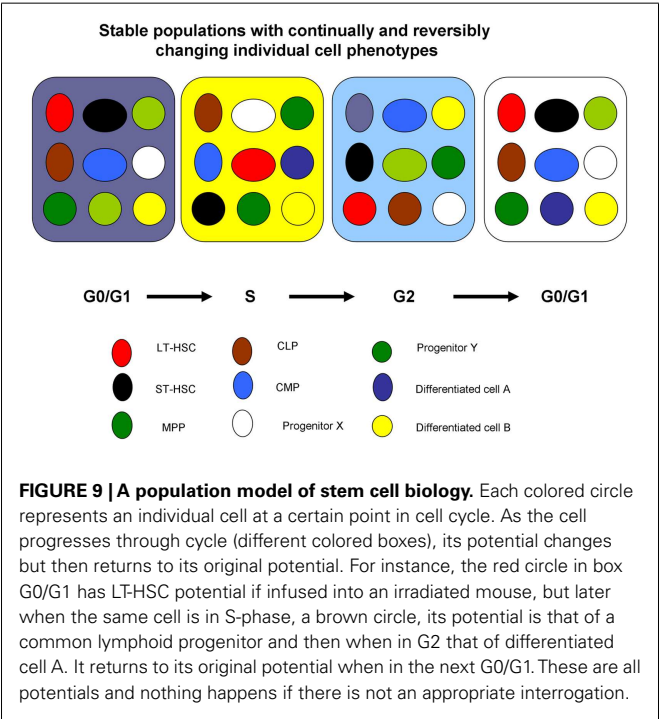 Stable populations with continually and reversibly
changing individual cell phenotypes
G0/G1 S G2 G0/G1
LT-HSC CLP Progenitor Y
ST-HSC CMP Differentiated cell A
MPP Progenitor X Differentiated cell B
FIGURE 9 | A population model of stem cell biology. Each colored circle
represents an individual cell at a certain point in cell cycle. As the cell
progresses through cycle (different colored boxes), its potential changes
but then returns to its original potential. For instance, the red circle in box
G0/G1 has LT-HSC potential if infused into an irradiated mouse, but later
when the same cell is in S-phase, a brown circle, its potential is that of a
common lymphoid progenitor and then when in G2 that of differentiated
cell A. It returns to its original potential when in the next G0/G1. These are all
potentials and nothing happens if there is not an appropriate interrogation.